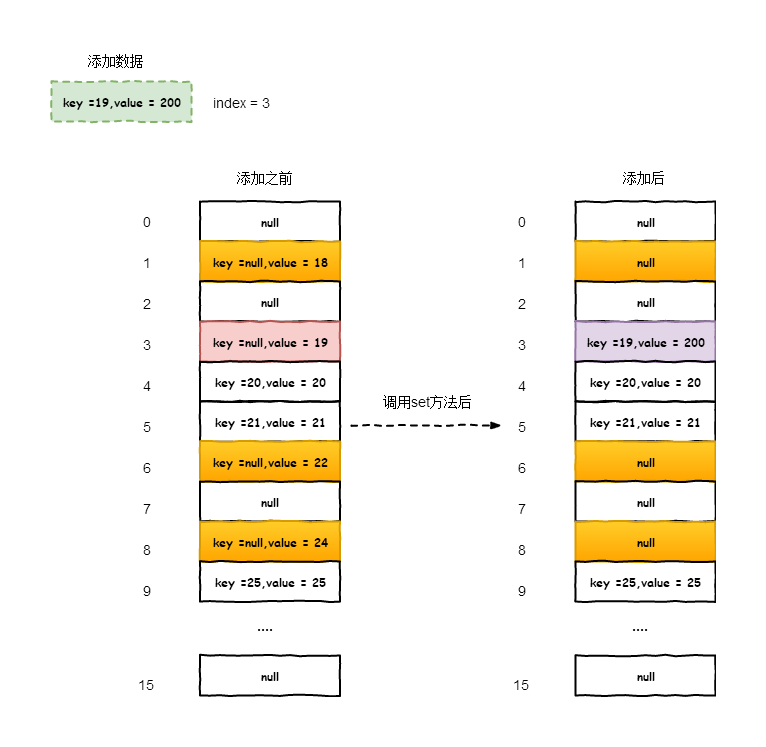 添加数据
key =19,value = 200 index = 3
添加之前 添加后
0 null 0 null
1 key =null,value = 18 1 null
2 null 2 null
3 key =null,value = 19 3 key =19,value = 200
4 key =20,value = 20 4 key =20,value = 20
调用set方法后
5 key =21,value = 21 5 key =21,value = 21
6 key =null,value = 22 6 null
7 null 7 null
8 key =null,value = 24 8 null
9 key =25,value = 25 9 key =25,value = 25
.... ....
15 null 15 null